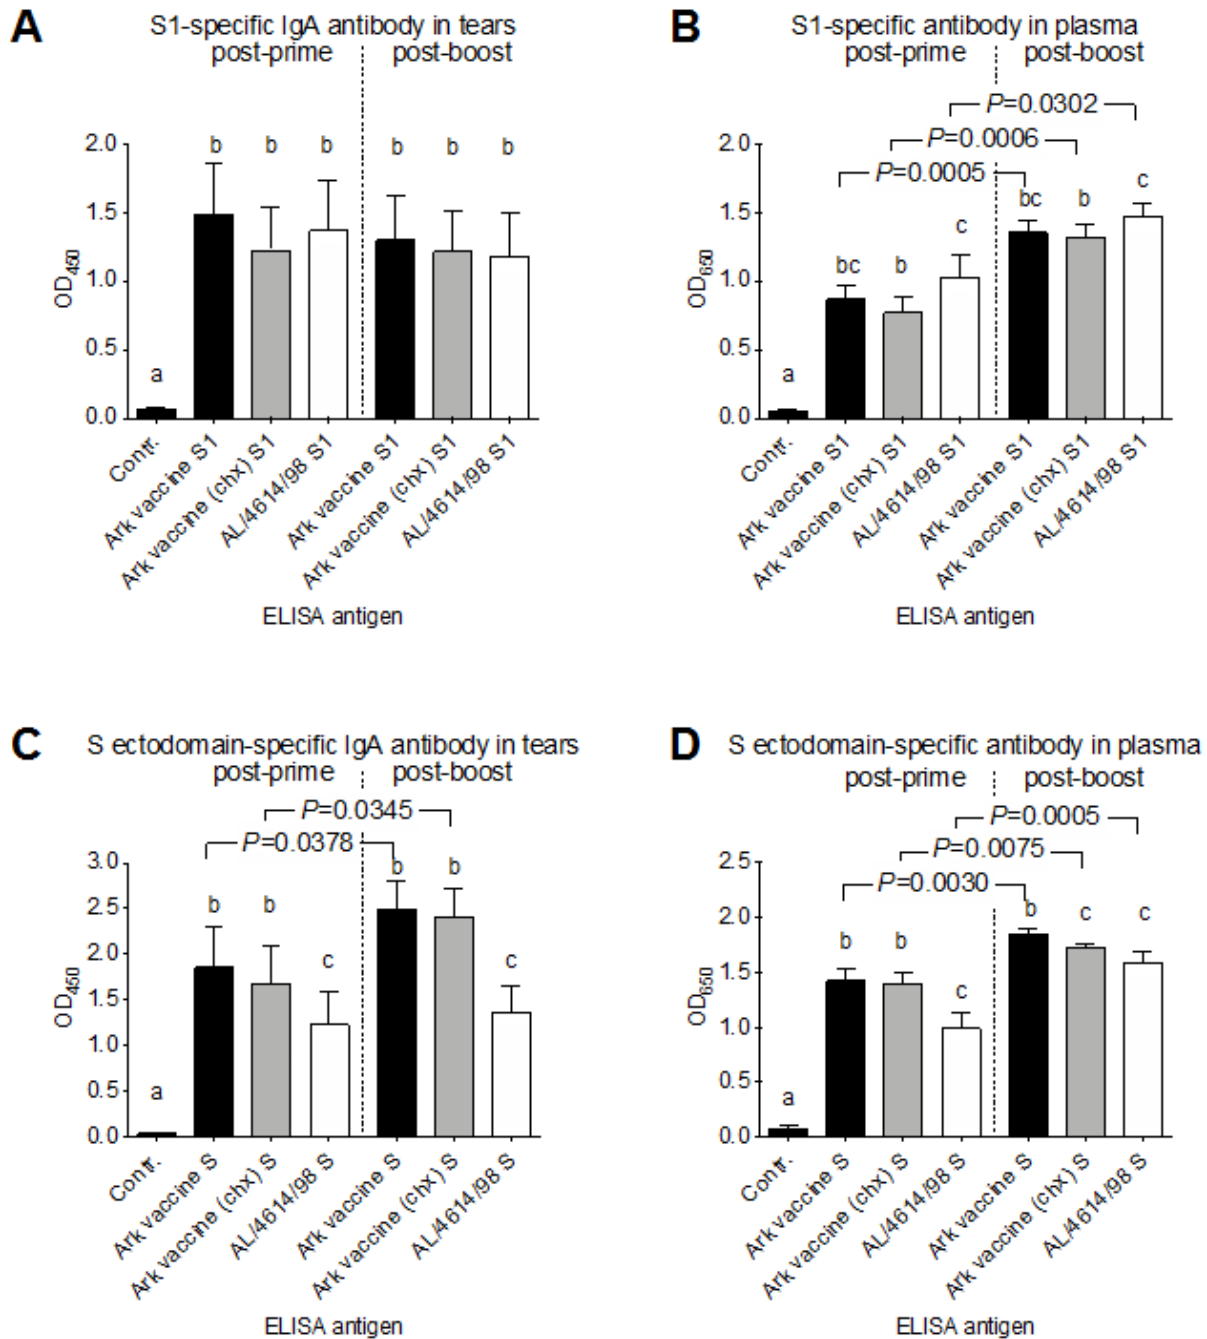 A
S1-specific IgA antibody in tears
post-prime post-boost
b b b b b b
2.0
1.5
1.0
0.5
0.0
OD450
a
Contr.
Ark vaccine S1
Ark vaccine (chx) S1
AL/4614/98 S1
Ark vaccine S1
Ark vaccine (chx) S1
AL/4614/98 S1
ELISA antigen
B
S1-specific antibody in plasma
post-prime post-boost
P=0.0302
P=0.0006
P=0.0005
2.0
1.5
1.0
0.5
0.0
OD650
a bc b c bc b c
Contr.
Ark vaccine S1
Ark vaccine (chx) S1
AL/4614/98 S1
Ark vaccine S1
Ark vaccine (chx) S1
AL/4614/98 S1
ELISA antigen
C
S ectodomain-specific IgA antibody in tears
post-prime post-boost
P=0.0345
P=0.0378
3.0
2.5
2.0
1.5
1.0
0.5
0.0
OD450
a b b c b b c
Contr.
Ark vaccine S
Ark vaccine (chx) S
AL/4614/98 S
Ark vaccine S
Ark vaccine (chx) S
AL/4614/98 S
ELISA antigen
D
S ectodomain-specific antibody in plasma
post-prime post-boost
P=0.0005
P=0.0075
P=0.0030
2.5
2.0
1.5
1.0
0.5
0.0
OD650
a b b c b c c
Contr.
Ark vaccine S
Ark vaccine (chx) S
AL/4614/98 S
Ark vaccine S
Ark vaccine (chx) S
AL/4614/98 S
ELISA antigen